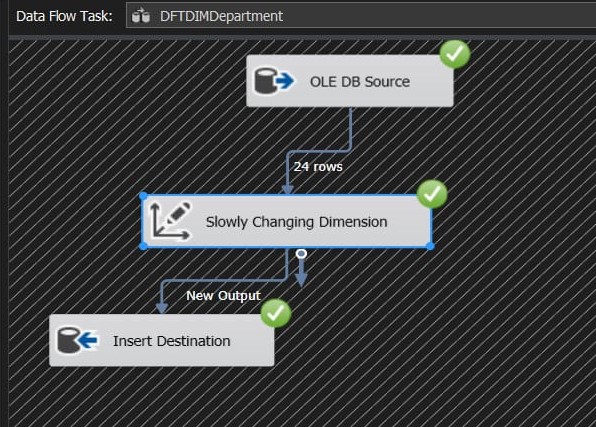 Data Flow Task: DFTDIMDepartment
OLE DB Source
24 rows
Slowly Changing Dimension
New Output
Insert Destination